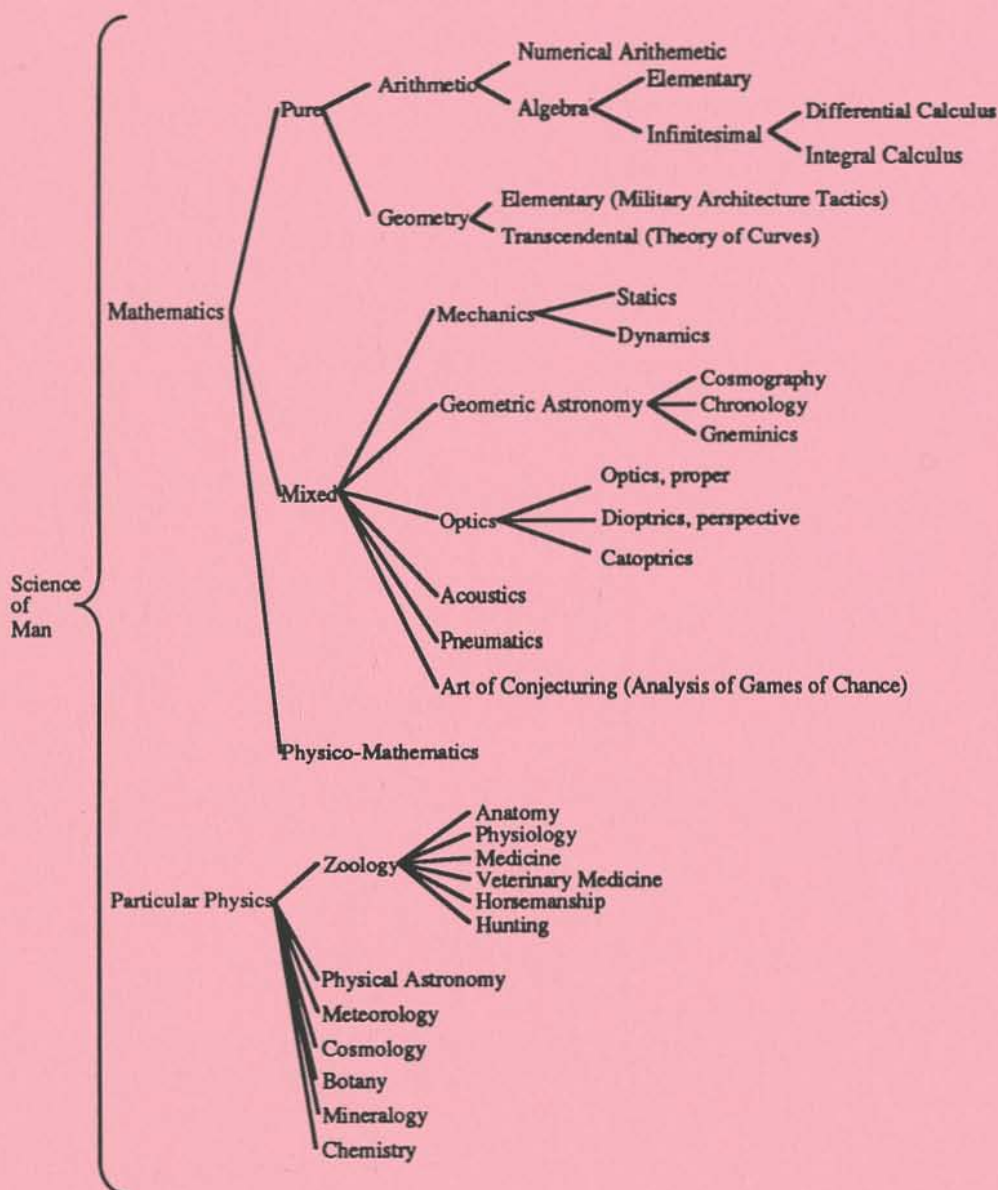 Numerical Arithemetic
Arithmetic
Elementary
Pure
Algebra
Differential Calculus
Infinitesimal
Integral Calculus
Elementary (Military Architecture Tactics)
Geometry
Transcendental (Theory of Curves)
Statics
Mathematics
Mechanics
Dynamics
Cosmography
Geometric Astronomy
Chronology
Gneminics
Optics, proper
Mixed
Optics
Dioptrics, perspective
Catoptrics
Science
of
Man
Acoustics
Pneumatics
Art of Conjecturing (Analysis of Games of Chance)
Physico-Mathematics
Anatomy
Physiology
Zoology
Medicine
Veterinary Medicine
Particular Physics
Horsemanship
Hunting
Physical Astronomy
Meteorology
Cosmology
Botany
Mineralogy
Chemistry